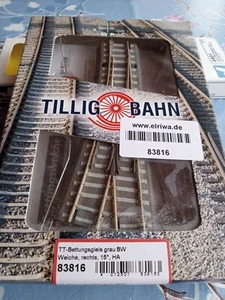 TILLIG BAHN
www.elriwa.de
83816
TT-Bettungsgleis grau BW
Weiche, rechts, 15°, HA
83816